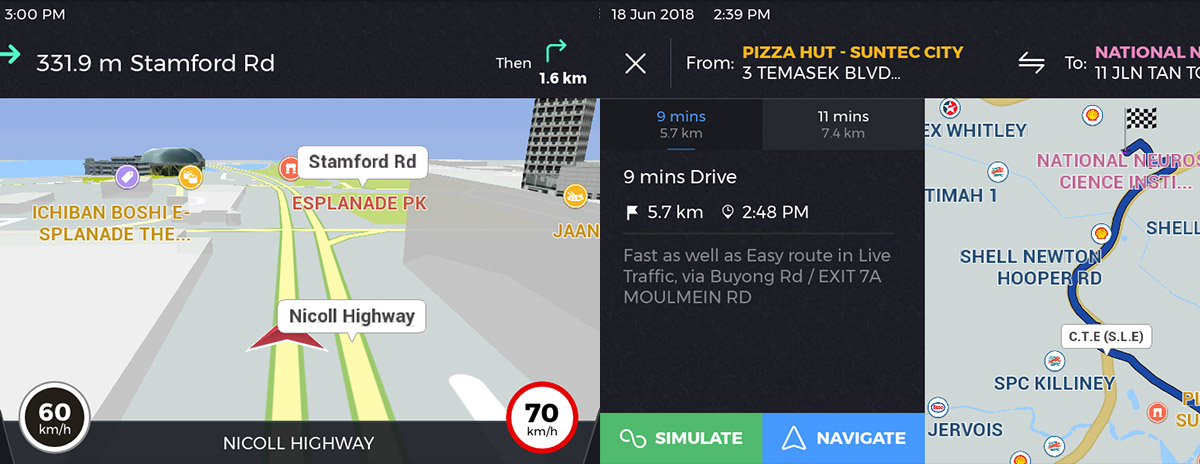 3:00 PM
331.9 m Stamford Rd
Then
1.6 km
Stamford Rd
ESPLANADE PK
ICHIBAN BOSHI E-
SPLANADE THE...
JAAN
Nicoll Highway
60
km/h
70
km/h
NICOLL HIGHWAY
18 Jun 2018 2:39 PM
From: PIZZA HUT - SUNTEC CITY
3 TEMASEK BLVD...
To: NATIONAL N
11 JLN TAN TO
9 mins
5.7 km
11 mins
7.4 km
9 mins Drive
5.7 km 2:48 PM
Fast as well as Easy route in Live
Traffic, via Buyong Rd / EXIT 7A
MOULMEIN RD
SIMULATE
NAVIGATE
EX WHITLEY
NATIONAL NEUROS
CIENCE INSTI...
TIMAH 1
SHELL
SHELL NEWTON
HOOPER RD
C.T.E (S.L.E)
SPC KILLINEY
PI
SU
JERVOIS